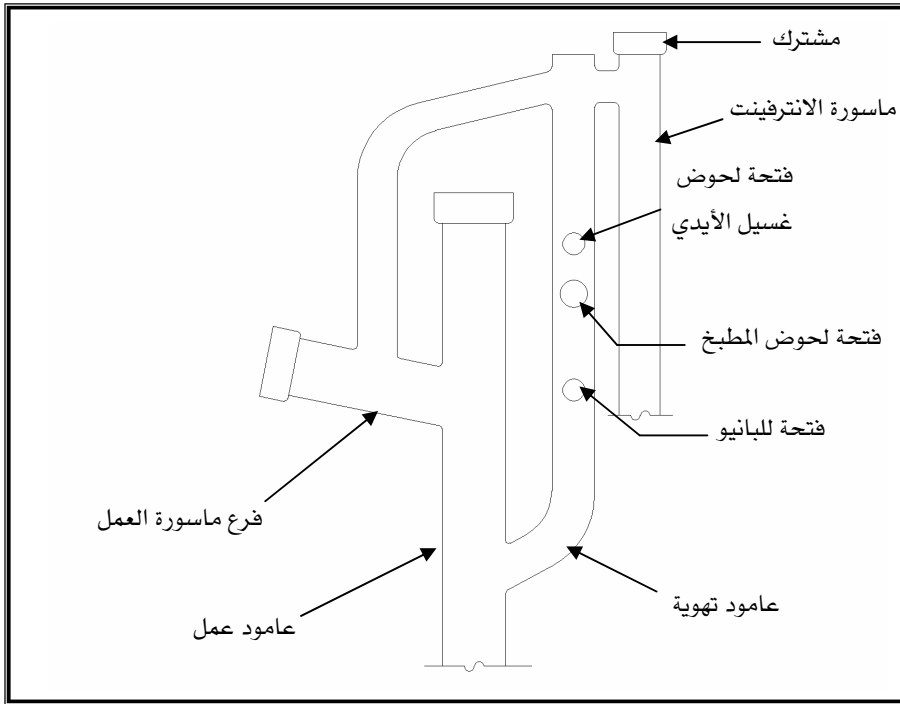 مشترك
ماسورة الانترفينت
فتحة لحوض
غسيل الأيدي
فتحة لحوض المطبخ
فتحة للبانيو
فرع ماسورة العمل
عامود تهوية
عامود عمل